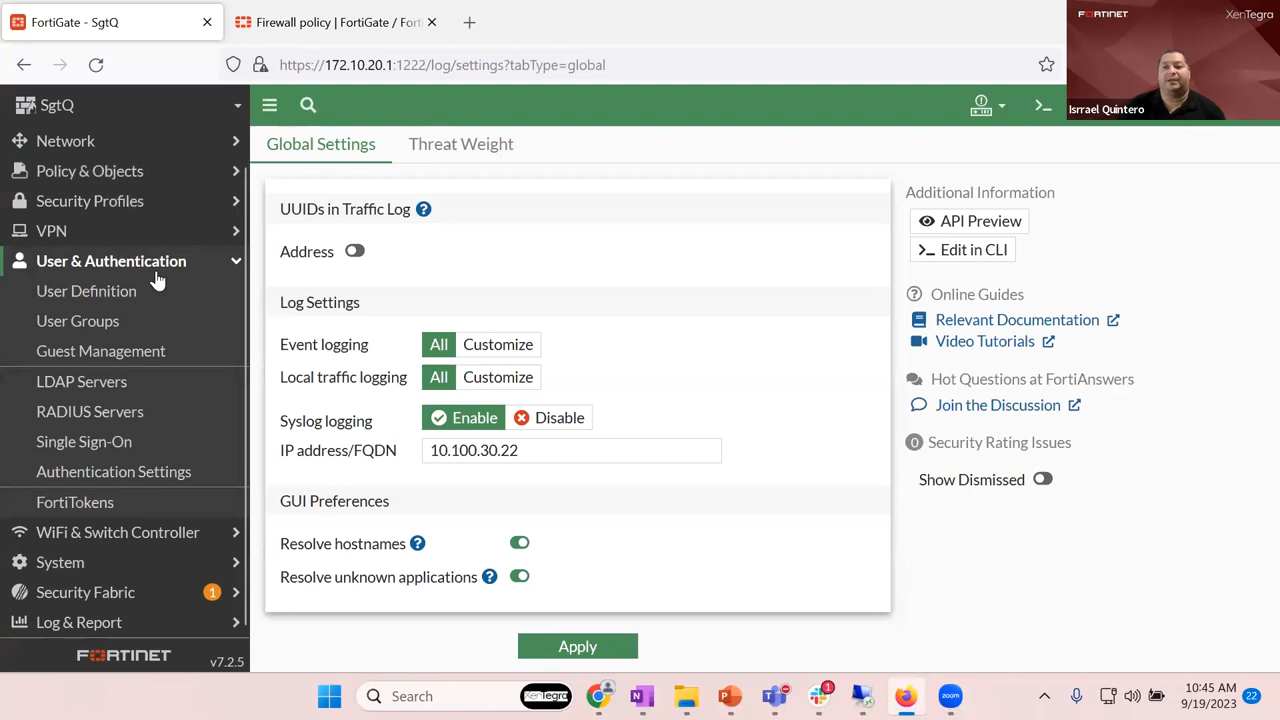 FortiGate - SgtQ
Firewall policy | FortiGate / Forti
https://172.10.20.1:1222/log/settings?tabType=global
FORTINET
XenTegra
Isrrael Quintero
SgtQ
Network
Policy & Objects
Security Profiles
VPN
User & Authentication
User Definition
User Groups
Guest Management
LDAP Servers
RADIUS Servers
Single Sign-On
Authentication Settings
FortiTokens
WiFi & Switch Controller
System
Security Fabric
1
Log & Report
FORTINET
v7.2.5
Global Settings
Threat Weight
UUIDs in Traffic Log
Address
Log Settings
Event logging
All
Customize
Local traffic logging
All
Customize
Syslog logging
Enable
Disable
IP address/FQDN
10.100.30.22
GUI Preferences
Resolve hostnames
Resolve unknown applications
Apply
Additional Information
API Preview
>_ Edit in CLI
Online Guides
Relevant Documentation
Video Tutorials
Hot Questions at FortiAnswers
Join the Discussion
0 Security Rating Issues
Show Dismissed
Search
XenTegra
1
zoom
10:45 AM
9/19/2023
22